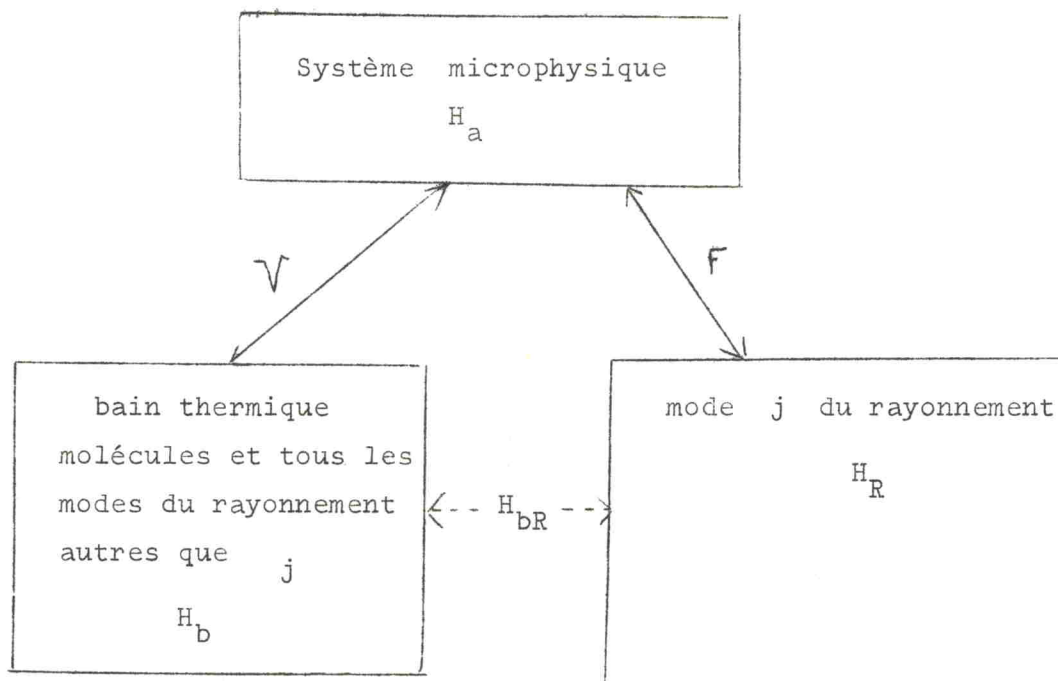 Système microphysique
H_a
V
F
bain thermique
molécules et tous les
modes du rayonnement
autres que j
H_b
H_bR
mode j du rayonnement
H_R